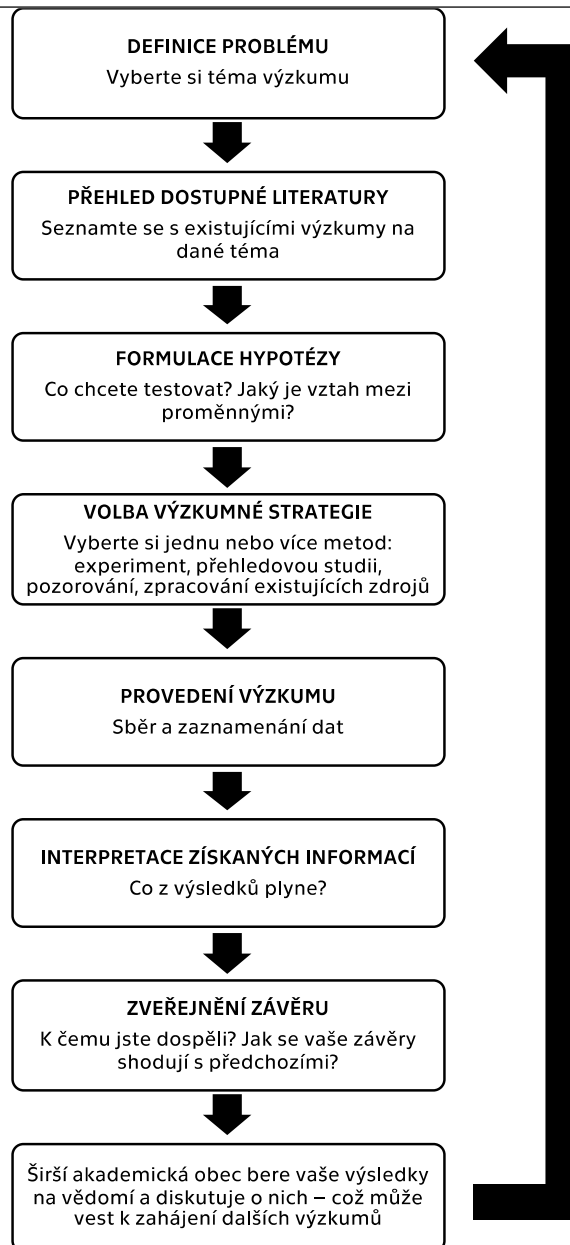 DEFINICE PROBLÉMU
Vyberte si téma výzkumu
PŘEHLED DOSTUPNÉ LITERATURY
Seznamte se s existujícími výzkumy na
dané téma
FORMULACE HYPOTÉZY
Co chcete testovat? Jaký je vztah mezi
proměnnými?
VOLBA VÝZKUMNÉ STRATEGIE
Vyberte si jednu nebo více metod:
experiment, přehledovou studii,
pozorování, zpracování existujících zdrojů
PROVEDENÍ VÝZKUMU
Sběr a zaznamenání dat
INTERPRETACE ZÍSKANÝCH INFORMACÍ
Co z výsledků plyne?
ZVEŘEJNĚNÍ ZÁVĚRU
K čemu jste dospěli? Jak se vaše závěry
shodují s předchozími?
Širší akademická obec bere vaše výsledky
na vědomí a diskutuje o nich – což může
vest k zahájení dalších výzkumů